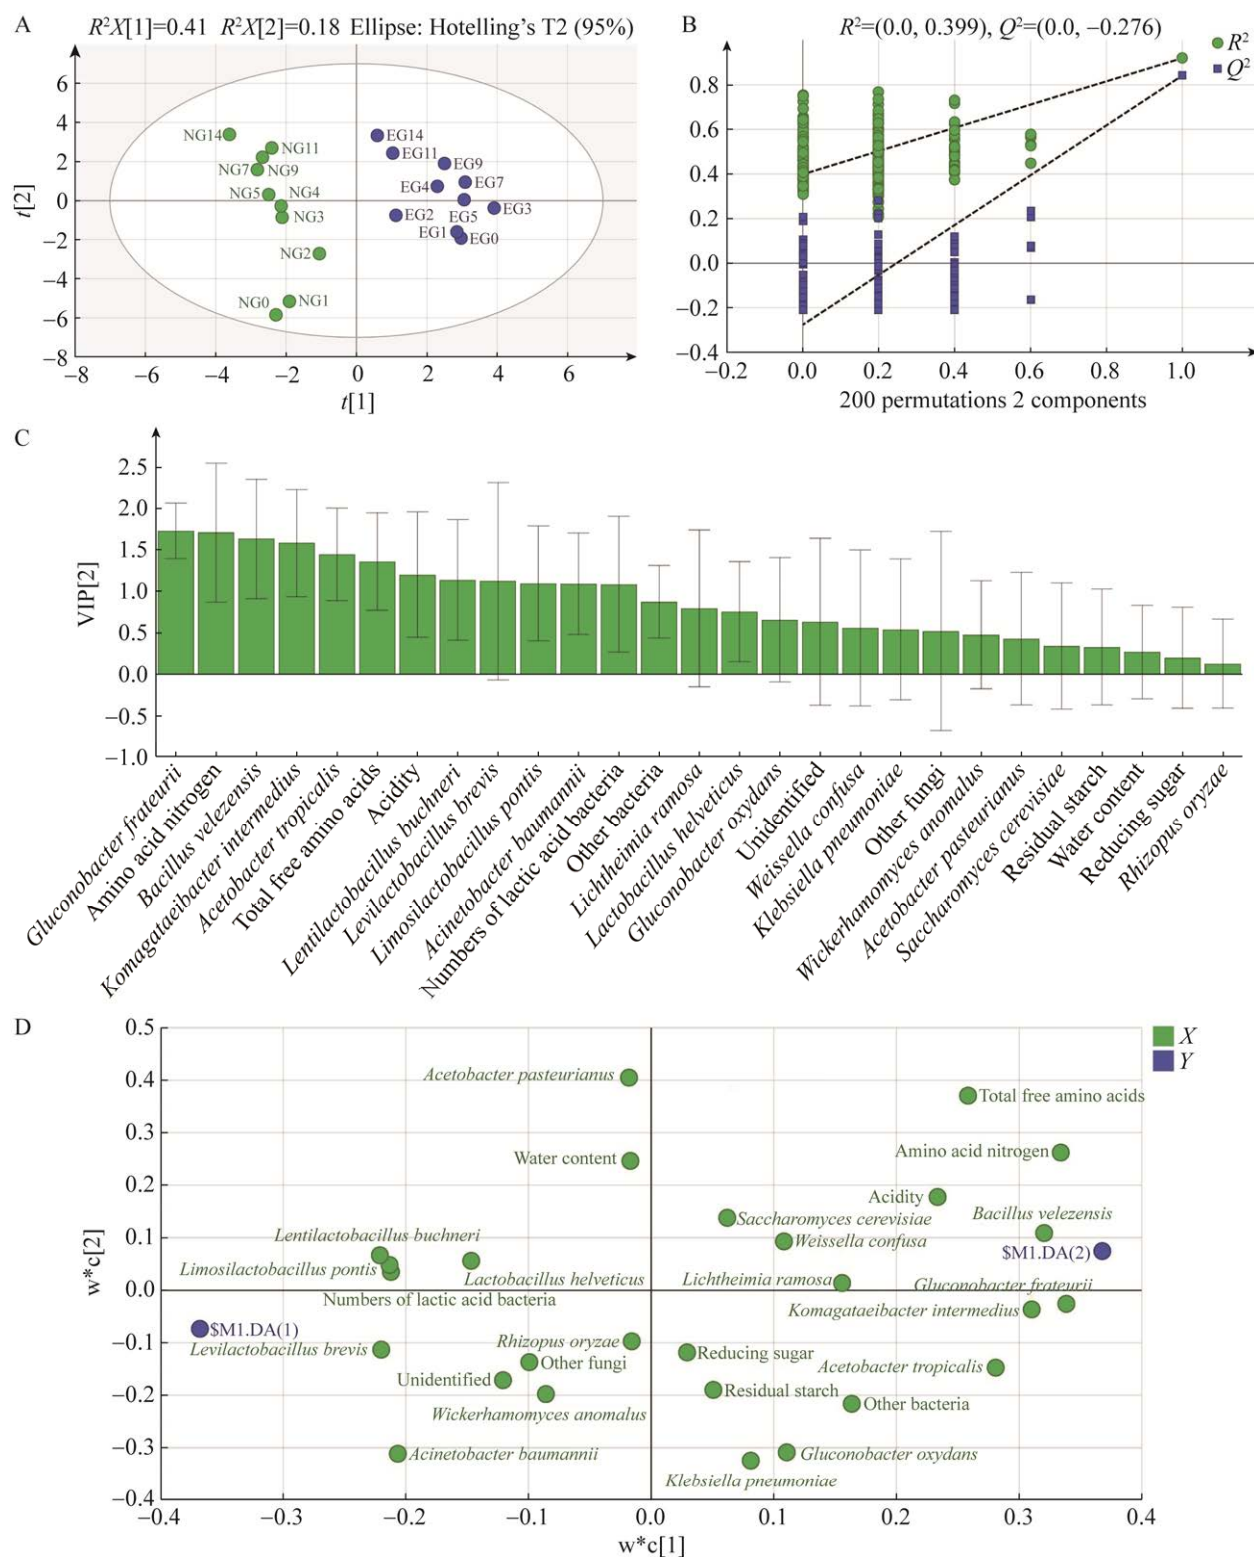 A
R²X[1]=0.41 R²X[2]=0.18 Ellipse: Hotelling's T2 (95%)
6
4
2
0
−2
−4
−6
−8
t[2]
NG14
NG11
NG7
NG9
NG5
NG4
NG3
NG2
NG1
NG0
EG14
EG11
EG9
EG4
EG7
EG2
EG5
EG3
EG1
EG0
−8
−6
−4
−2
0
2
4
6
t[1]
B
R²=(0.0, 0.399), Q²=(0.0, −0.276)
R²
Q²
0.8
0.6
0.4
0.2
0.0
−0.2
−0.4
−0.2
0.0
0.2
0.4
0.6
0.8
1.0
200 permutations 2 components
C
2.5
2.0
1.5
1.0
0.5
0.0
−0.5
−1.0
VIP[2]
Gluconobacter frateurii
Amino acid nitrogen
Bacillus velezensis
Komagataeibacter intermedius
Acetobacter tropicalis
Total free amino acids
Acidity
Lentilactobacillus buchneri
Levilactobacillus brevis
Limosilactobacillus pontis
Acinetobacter baumannii
Numbers of lactic acid bacteria
Other bacteria
Lichtheimia ramosa
Lactobacillus helveticus
Gluconobacter oxydans
Unidentified
Weissella confusa
Klebsiella pneumoniae
Other fungi
Wickerhamomyces anomalus
Acetobacter pasteurianus
Saccharomyces cerevisiae
Residual starch
Water content
Reducing sugar
Rhizopus oryzae
D
X
Y
0.5
0.4
0.3
0.2
0.1
0.0
−0.1
−0.2
−0.3
−0.4
w*c[2]
Acetobacter pasteurianus
Total free amino acids
Water content
Amino acid nitrogen
Acidity
Saccharomyces cerevisiae
Bacillus velezensis
Lentilactobacillus buchneri
Weissella confusa
$M1.DA(2)
Limosilactobacillus pontis
Lactobacillus helveticus
Lichtheimia ramosa
Gluconobacter frateurii
Numbers of lactic acid bacteria
Komagataeibacter intermedius
$M1.DA(1)
Levilactobacillus brevis
Rhizopus oryzae
Reducing sugar
Other fungi
Acetobacter tropicalis
Unidentified
Residual starch
Other bacteria
Wickerhamomyces anomalus
Acinetobacter baumannii
Gluconobacter oxydans
Klebsiella pneumoniae
−0.4
−0.3
−0.2
−0.1
0.0
0.1
0.2
0.3
0.4
w*c[1]